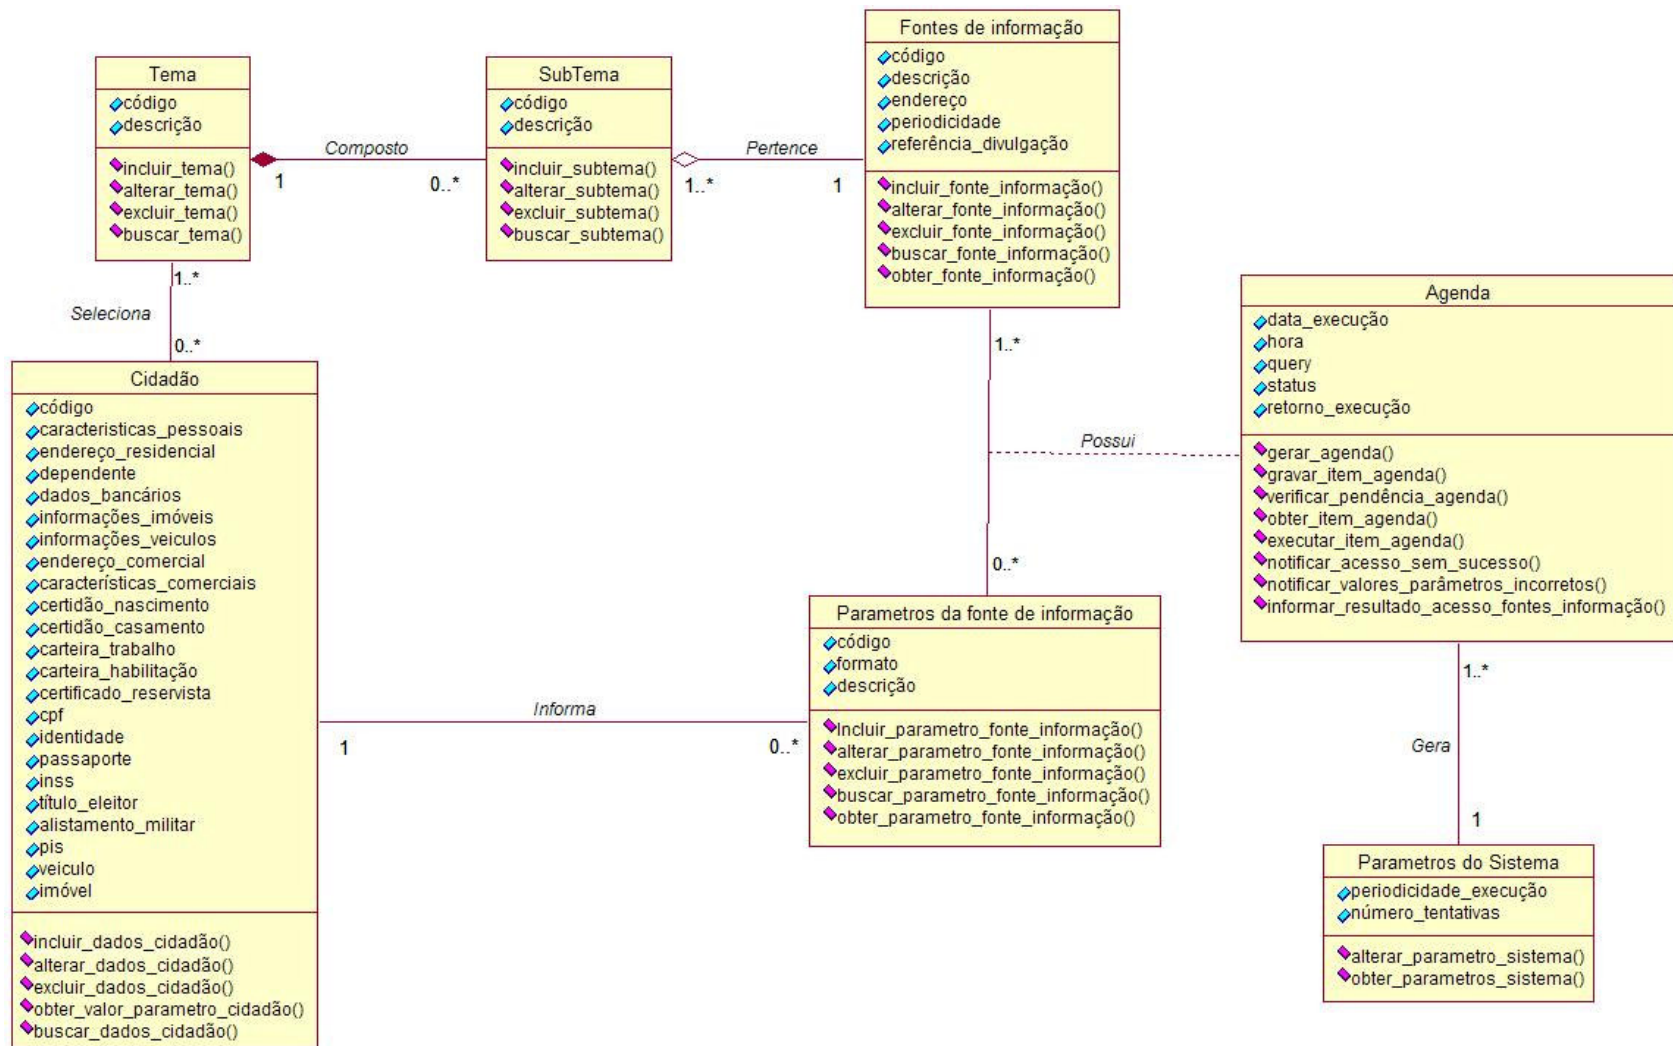 Tema
código
descrição
incluir_tema()
alterar_tema()
excluir_tema()
buscar_tema()
Composto
1
0..*
SubTema
código
descrição
incluir_subtema()
alterar_subtema()
excluir_subtema()
buscar_subtema()
Pertence
1..*
1
Fontes de informação
código
descrição
endereço
periodicidade
referência_divulgação
incluir_fonte_informação()
alterar_fonte_informação()
excluir_fonte_informação()
buscar_fonte_informação()
obter_fonte_informação()
1..*
Seleciona
0..*
Cidadão
código
caracteristicas_pessoais
endereço_residencial
dependente
dados_bancários
informações_imóveis
informações_veiculos
endereço_comercial
características_comerciais
certidão_nascimento
certidão_casamento
carteira_trabalho
carteira_habilitação
certificado_reservista
cpf
identidade
passaporte
inss
título_eleitor
alistamento_militar
pis
veiculo
imóvel
incluir_dados_cidadão()
alterar_dados_cidadão()
excluir_dados_cidadão()
obter_valor_parametro_cidadão()
buscar_dados_cidadão()
Informa
1
0..*
1..*
Possui
0..*
Parametros da fonte de informação
código
formato
descrição
Incluir_parametro_fonte_informação()
alterar_parametro_fonte_informação()
excluir_parametro_fonte_informação()
buscar_parametro_fonte_informação()
obter_parametro_fonte_informação()
Agenda
data_execução
hora
query
status
retorno_execução
gerar_agenda()
gravar_item_agenda()
verificar_pendência_agenda()
obter_item_agenda()
executar_item_agenda()
notificar_acesso_sem_sucesso()
notificar_valores_parâmetros_incorretos()
informar_resultado_acesso_fontes_informação()
1..*
Gera
1
Parametros do Sistema
periodicidade_execução
número_tentativas
alterar_parametro_sistema()
obter_parametros_sistema()